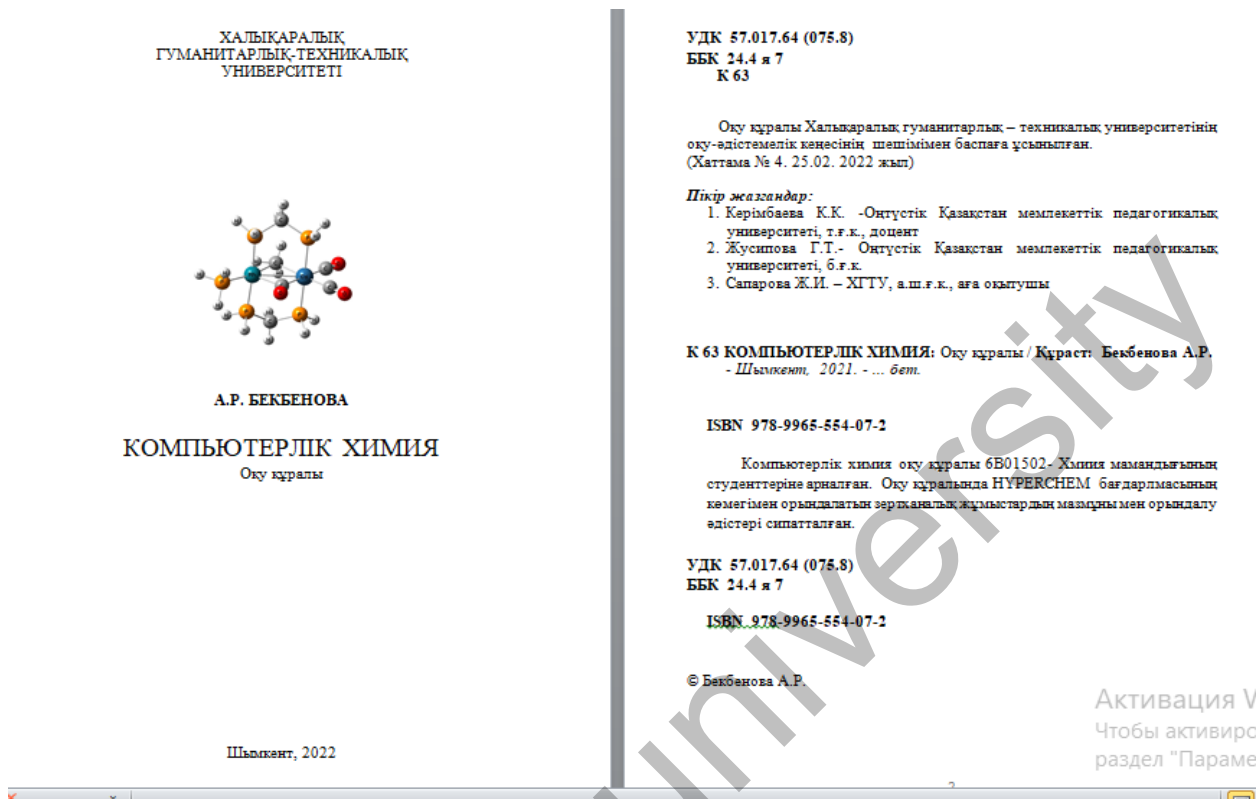 ХАЛЫҚАРАЛЫҚ
ГУМАНИТАРЛЫҚ-ТЕХНИКАЛЫҚ
УНИВЕРСИТЕТІ
А.Р. БЕКБЕНОВА
КОМПЬЮТЕРЛІК ХИМИЯ
Оқу құралы
Шымкент, 2022
УДК 57.017.64 (075.8)
ББК 24.4 я 7
К 63
Оқу құралы Халықаралық гуманитарлық – техникалық университетінің
оқу-әдістемелік кеңесінің шешімімен баспаға ұсынылған.
(Хаттама № 4. 25.02. 2022 жыл)
Пікір жазғандар:
1. Керімбаева К.К. -Оңтүстік Қазақстан мемлекеттік педагогикалық
университеті, т.ғ.к., доцент
2. Жусипова Г.Т.- Оңтүстік Қазақстан мемлекеттік педагогикалық
университеті, б.ғ.к.
3. Сапарова Ж.И. – ХГТУ, а.ш.ғ.к., аға оқытушы
К 63 КОМПЬЮТЕРЛІК ХИМИЯ: Оқу құралы / Құраст: Бекбенова А.Р.
- Шымкент, 2021. - ... бет.
ISBN 978-9965-554-07-2
Компьютерлік химия оқу құралы 6В01502- Хмиия мамандығының
студенттеріне арналған. Оқу құралында HYPERCHEM бағдарлмасының
көмегімен орындалатын зертханалық жұмыстардың мазмұны мен орындалу
әдістері сипатталған.
УДК 57.017.64 (075.8)
ББК 24.4 я 7
ISBN 978-9965-554-07-2
© Бекбенова А.Р.
university
Активация
Чтобы активиро
раздел "Параме